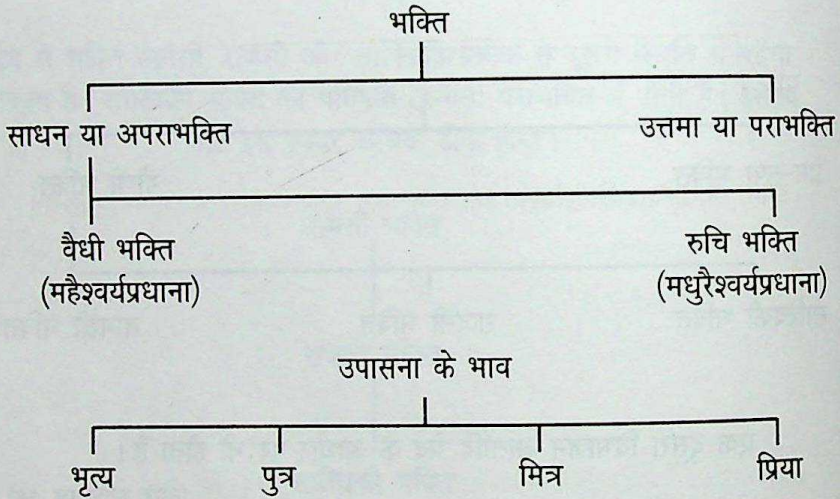 भक्ति
साधन या अपराभक्ति उत्तमा या पराभक्ति
वैधी भक्ति रुचि भक्ति
(महैश्वर्यप्रधाना) (मधुरैश्वर्यप्रधाना)
उपासना के भाव
भृत्य पुत्र मित्र प्रिया